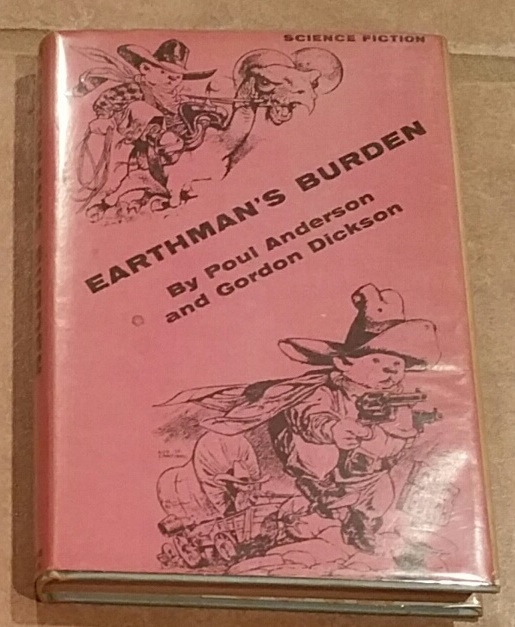 SCIENCE FICTION
EARTHMAN'S BURDEN
By Poul Anderson
and Gordon Dickson